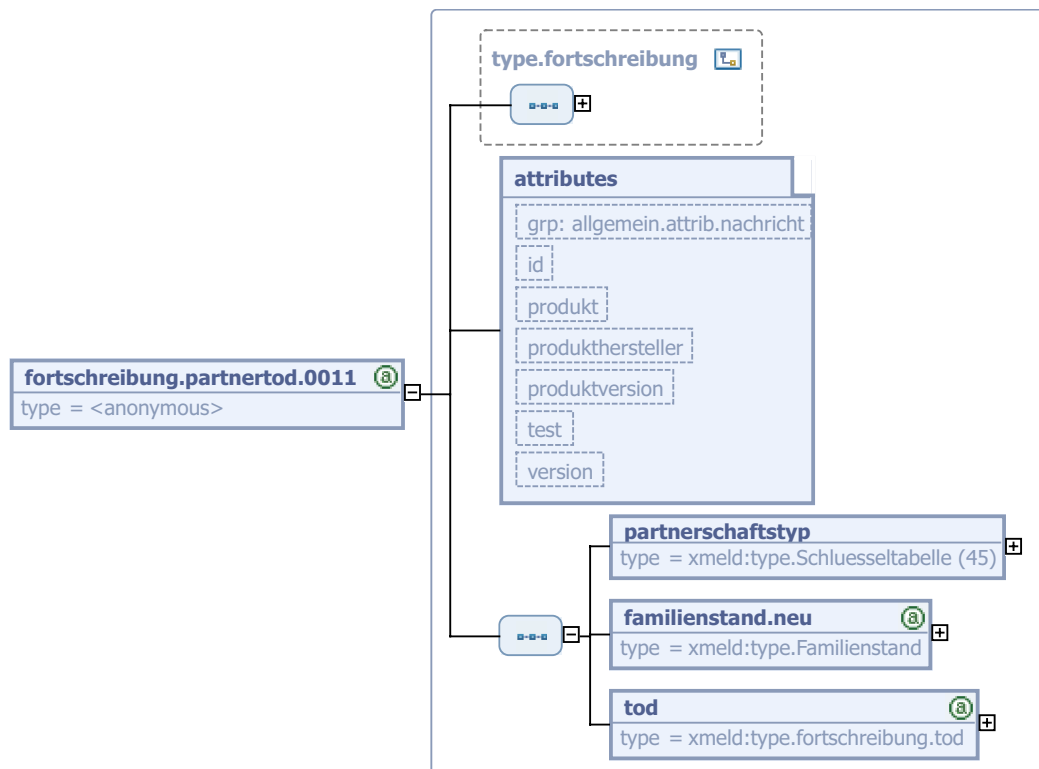 type.fortschreibung
attributes
grp: allgemein.attrib.nachricht
id
produkt
produkthersteller
produktversion
test
version
fortschreibung.partnertod.0011
type = <anonymous>
partnerschaftstyp
type = xmeld:type.Schluesseltabelle (45)
familienstand.neu
type = xmeld:type.Familienstand
tod
type = xmeld:type.fortschreibung.tod